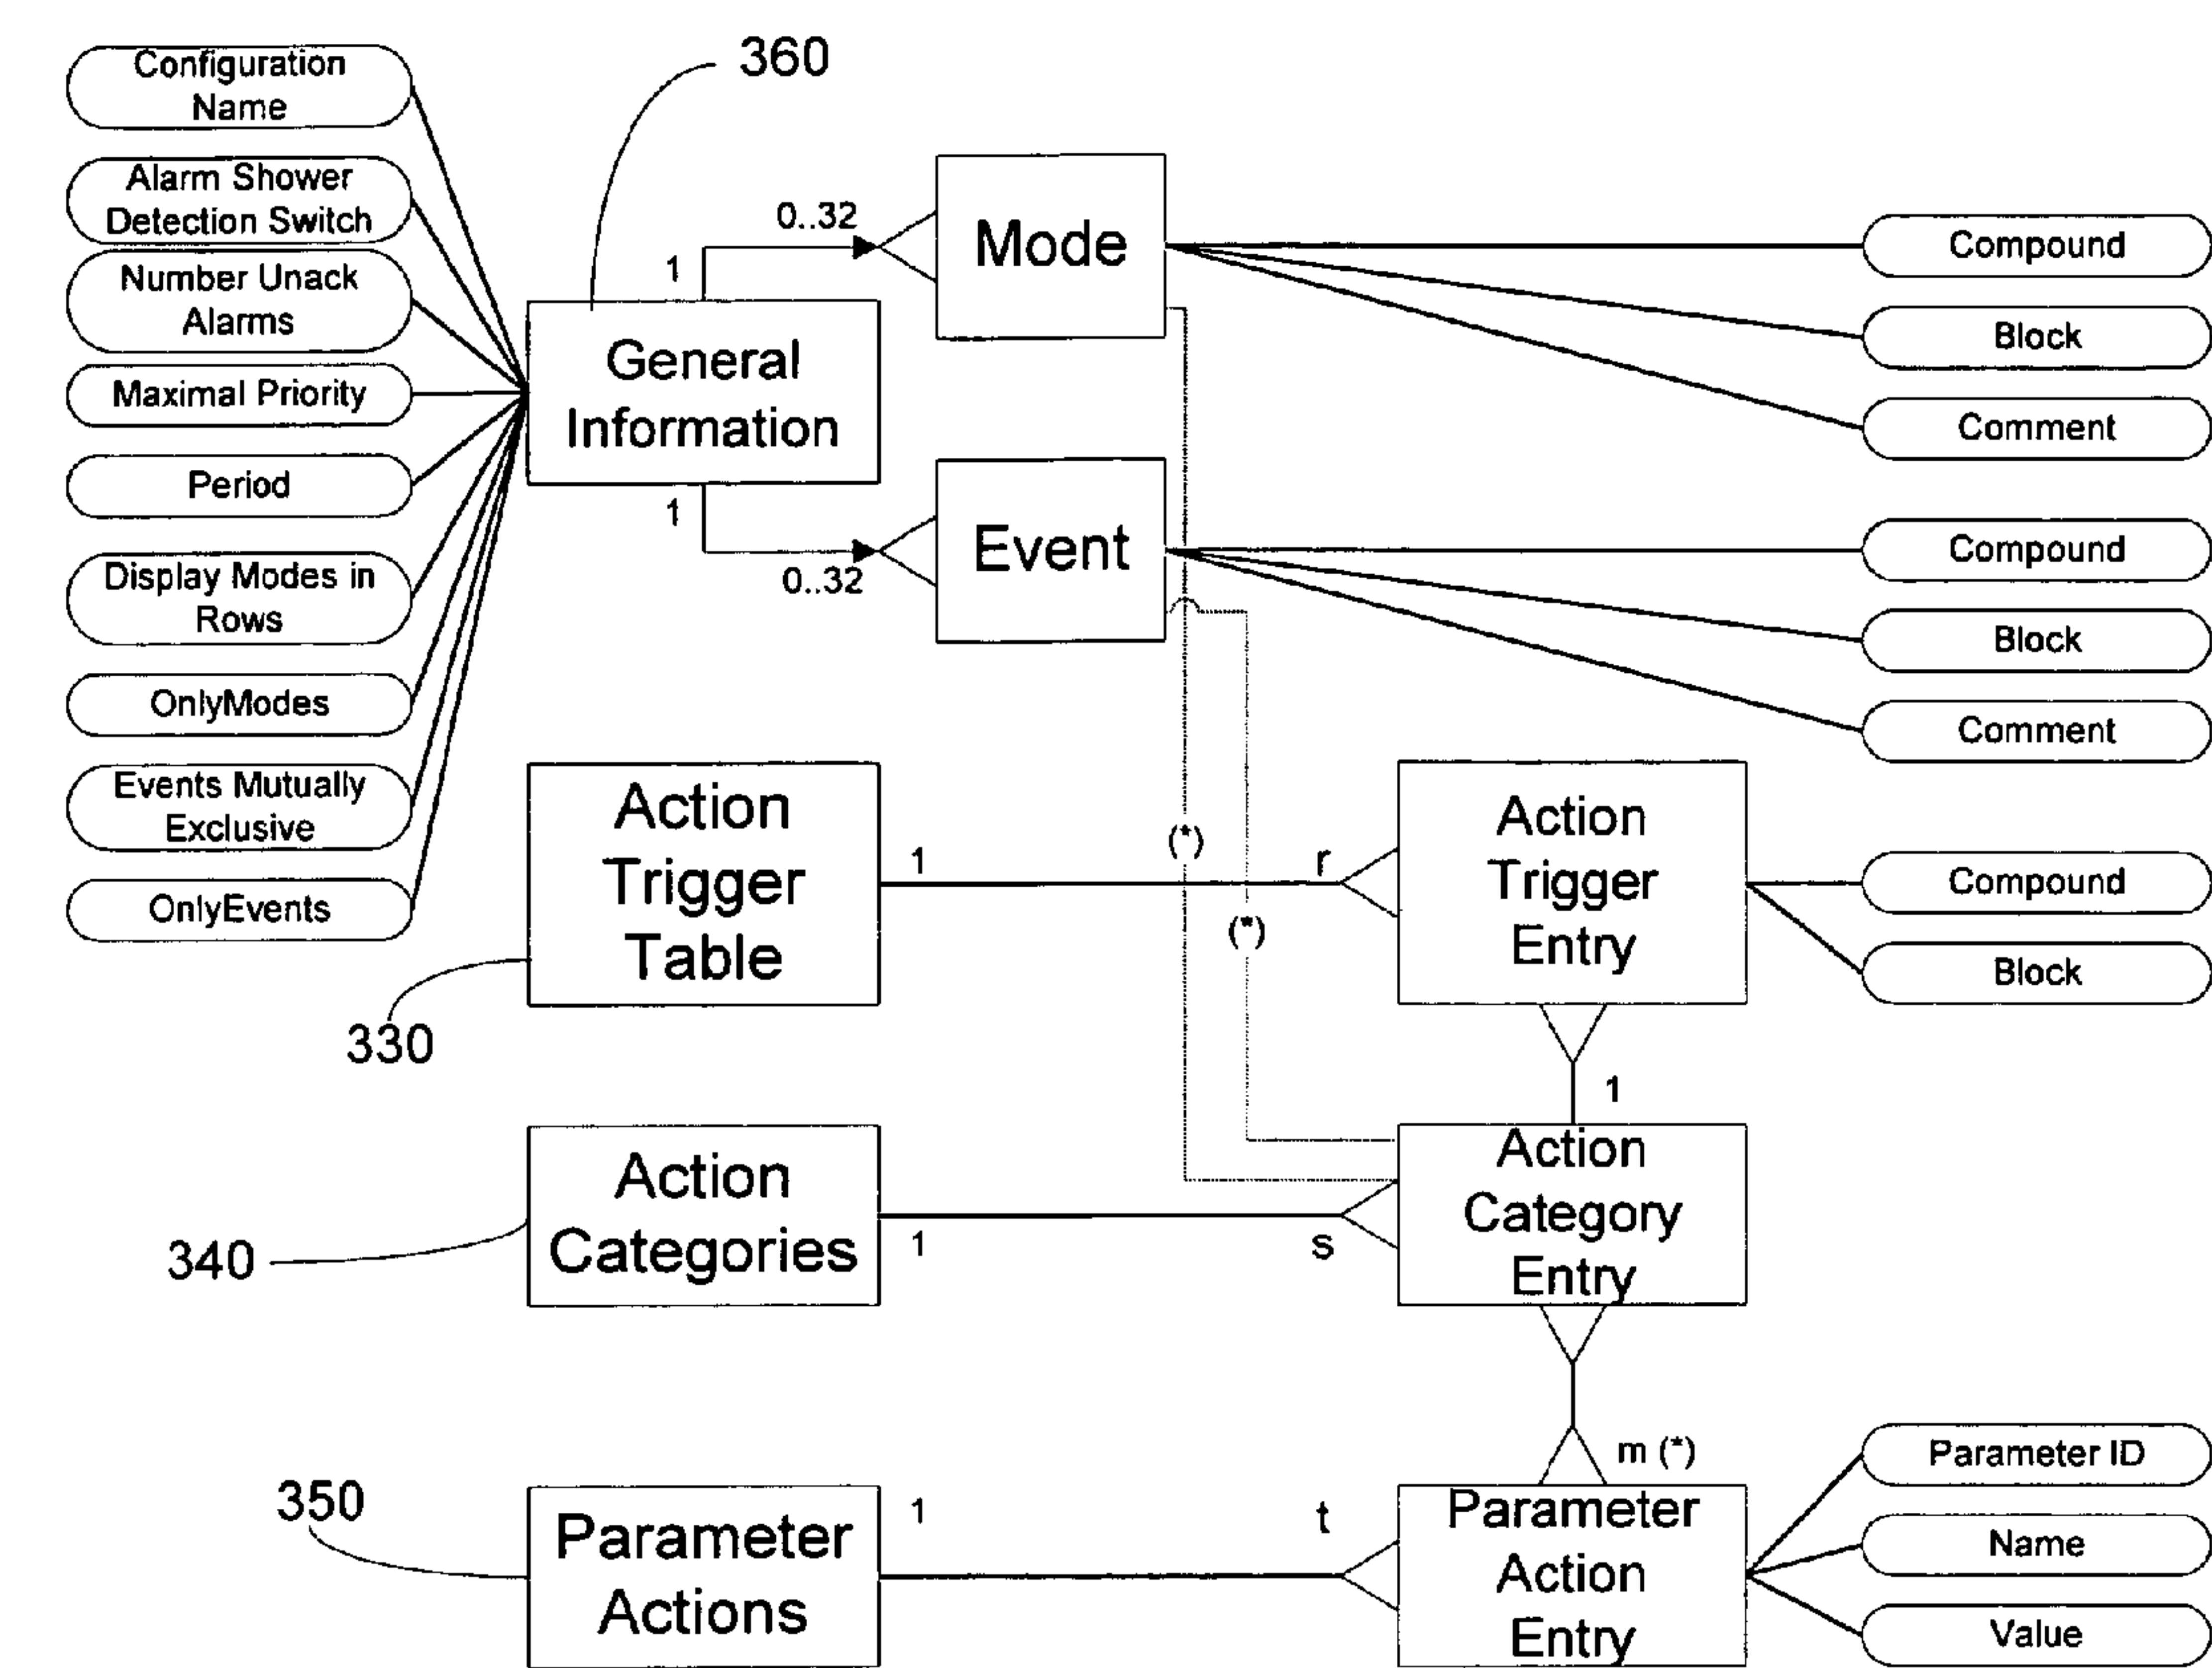 360
Configuration
Name
Alarm Shower
Detection Switch
Number Unack
Alarms
Maximal Priority
Period
Display Modes in
Rows
OnlyModes
Events Mutually
Exclusive
OnlyEvents
General
Information
1
0..32
Mode
Compound
Block
Comment
1
0..32
Event
Compound
Block
Comment
Action
Trigger
Table
330
1
r
(*)
(*)
Action
Trigger
Entry
Compound
Block
1
Action
Categories
340
1
s
Action
Category
Entry
m (*)
350
Parameter
Actions
1
t
Parameter
Action
Entry
Parameter ID
Name
Value